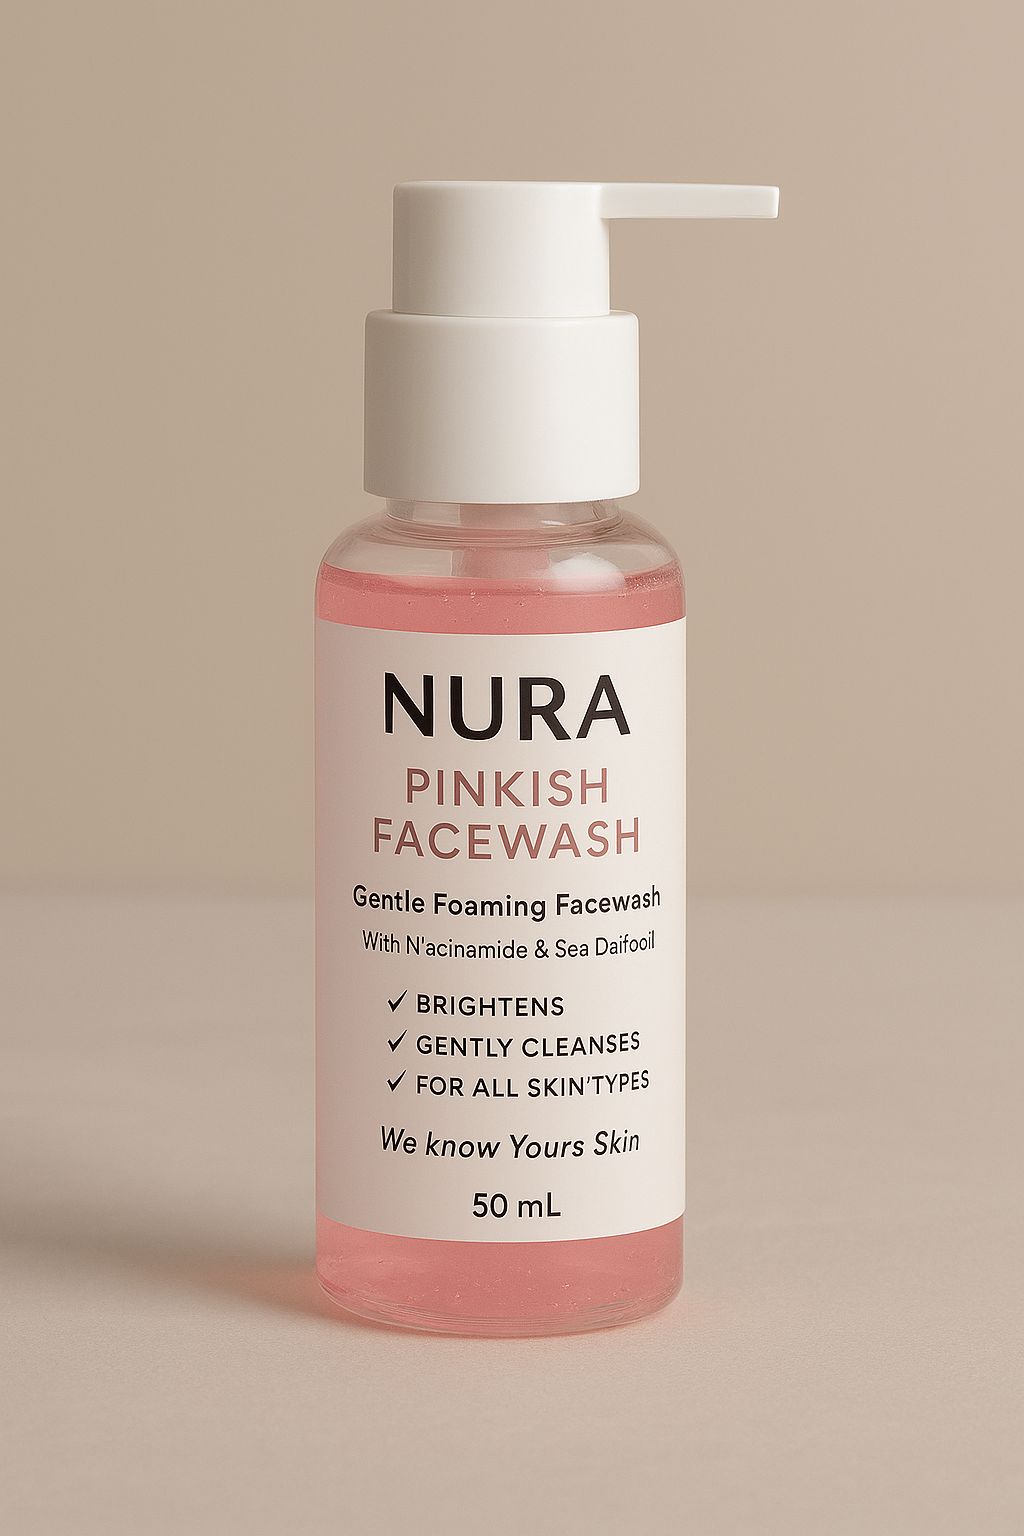 NURA
PINKISH
FACEWASH
Gentle Foaming Facewash
With N'acinamide & Sea Daifooil
✓ BRIGHTENS
✓ GENTLY CLEANSES
✓ FOR ALL SKIN'TYPES
We know Yours Skin
50 mL